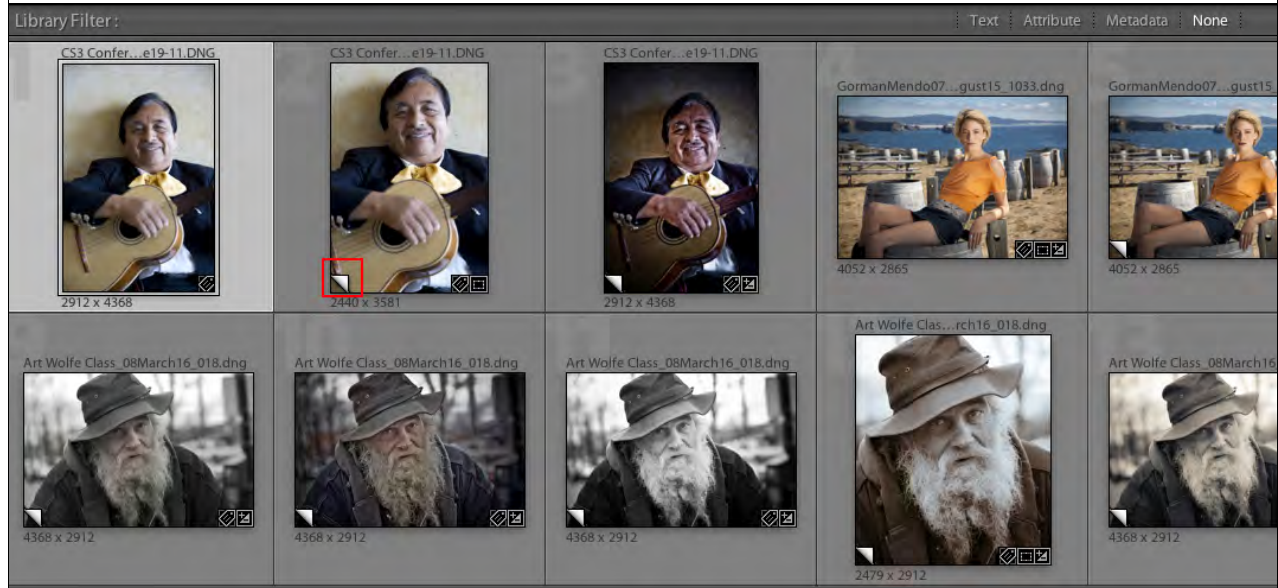 Library Filter :
Text Attribute Metadata None
CS3 Confer...e19-11.DNG
CS3 Confer...e19-11.DNG
CS3 Confer...e19-11.DNG
GormanMendo07...gust15_1033.dng
GormanMendo07...gust15_
2912 x 4368
2440 x 3581
2912 x 4368
4052 x 2865
4052 x 2865
Art Wolfe Class_08March16_018.dng
Art Wolfe Class_08March16_018.dng
Art Wolfe Class_08March16_018.dng
Art Wolfe Clas...rch16_018.dng
Art Wolfe Class_08March16
4368 x 2912
4368 x 2912
4368 x 2912
2479 x 2912
4368 x 2912